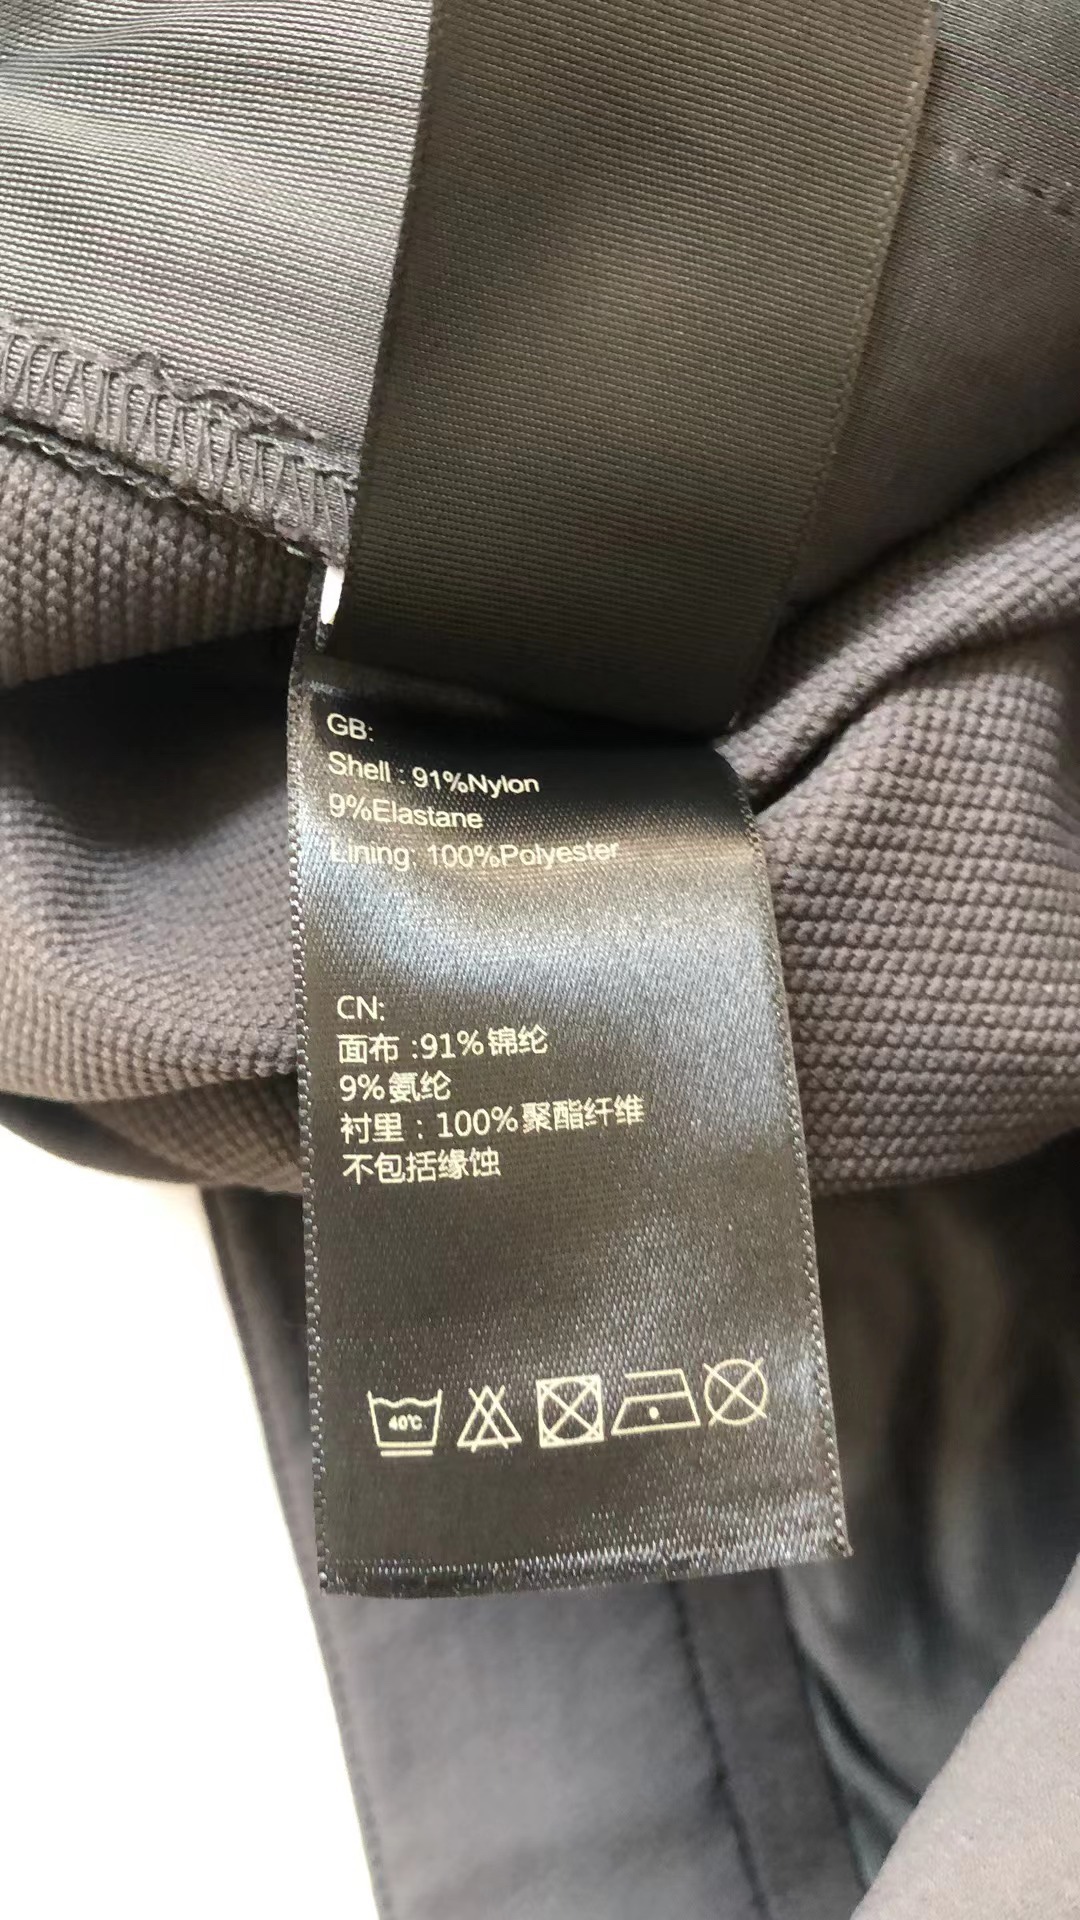 GB:
Shell : 91%Nylon
9%Elastane
Lining: 100%Polyester
CN:
面布 :91%锦纶
9%氨纶
衬里 : 100%聚酯纤维
不包括缘蚀
40℃